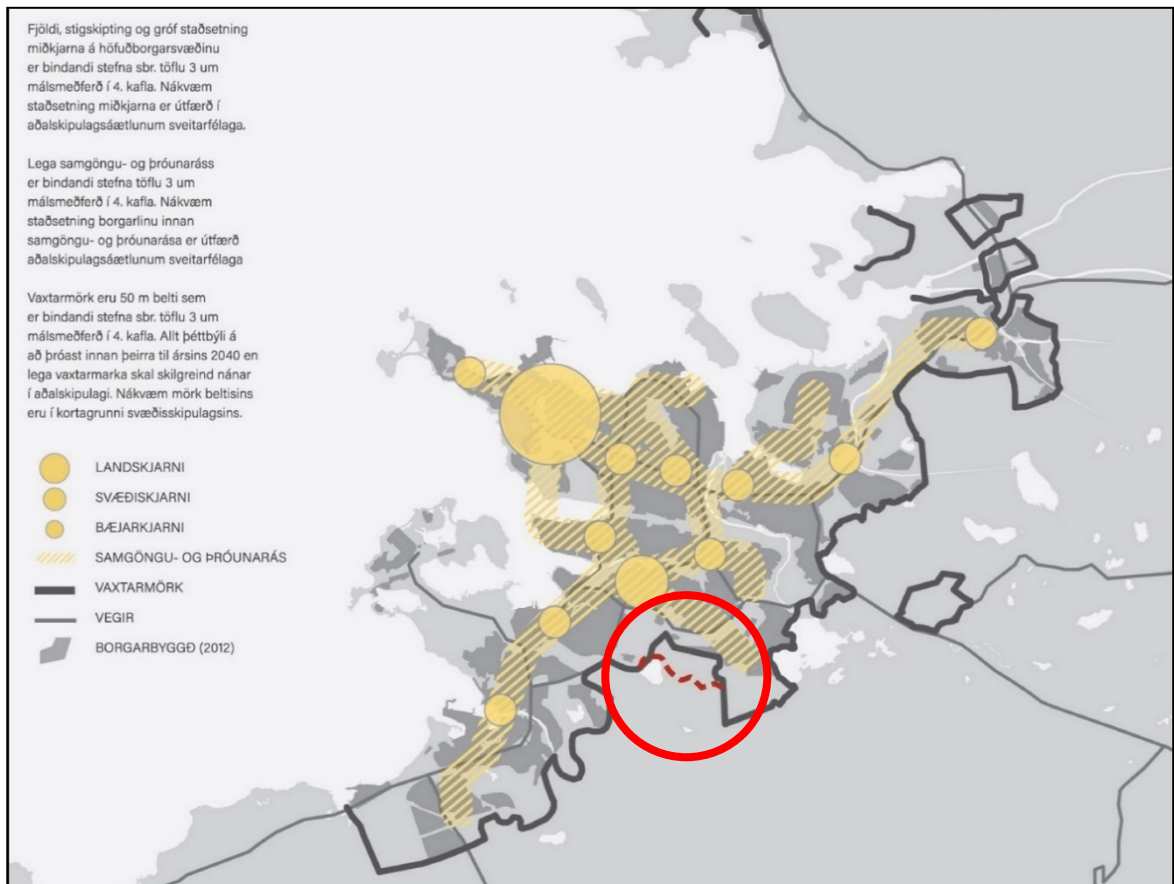 Fjöldi, stigskipting og gróf staðsetning
miðkjarna á höfuðborgarsvæðinu
er bindandi stefna sbr. töflu 3 um
málsmeðferð í 4. kafla. Nákvæm
staðsetning miðkjarna er útfærð í
aðalskipulagsáætlunum sveitarfélaga.
Lega samgöngu- og þróunaráss
er bindandi stefna töflu 3 um
málsmeðferð í 4. kafla. Nákvæm
staðsetning borgarlinu innan
samgöngu- og þróunarása er útfærð
aðalskipulagsáætlunum sveitarfélaga
Vaxtarmörk eru 50 m belti sem
er bindandi stefna sbr. töflu 3 um
málsmeðferð í 4. kafla. Allt þéttbýli á
að þróast innan þeirra til ársins 2040 en
lega vaxtarmarka skal skilgreind nánar
í aðalskipulagi. Nákvæm mörk beltisins
eru í kortagrunni svæðisskipulagsins.
LANDSKJARNI
SVÆÐISKJARNI
BÆJARKJARNI
SAMGÖNGU- OG ÞRÓUNARÁS
VAXTARMÖRK
VEGIR
BORGARBYGGÐ (2012)